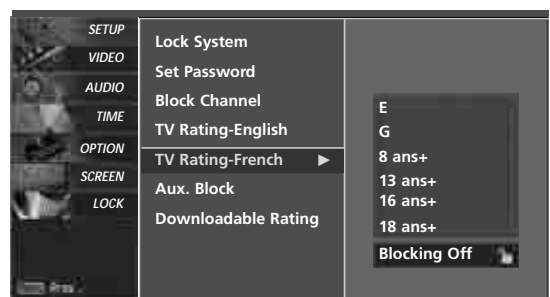 SETUP
VIDEO
AUDIO
TIME
OPTION
SCREEN
LOCK
Lock System
Set Password
Block Channel
TV Rating-English
TV Rating-French ►
Aux. Block
Downloadable Rating
E
G
8 ans+
13 ans+
16 ans+
18 ans+
Blocking Off